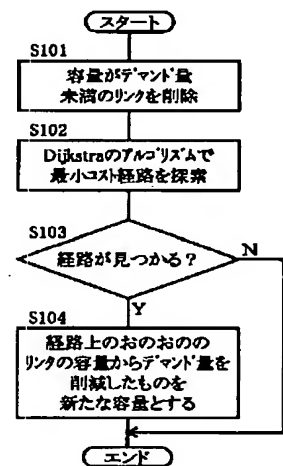 スタート
S101
容量がデマンド量
未満のリンクを削除
S102
Dijkstraのアルゴリズムで
最小コスト経路を探索
S103
経路が見つかる？
N
Y
S104
経路上のおのおのの
リンクの容量からデマンド量を
削減したものを
新たな容量とする
エンド